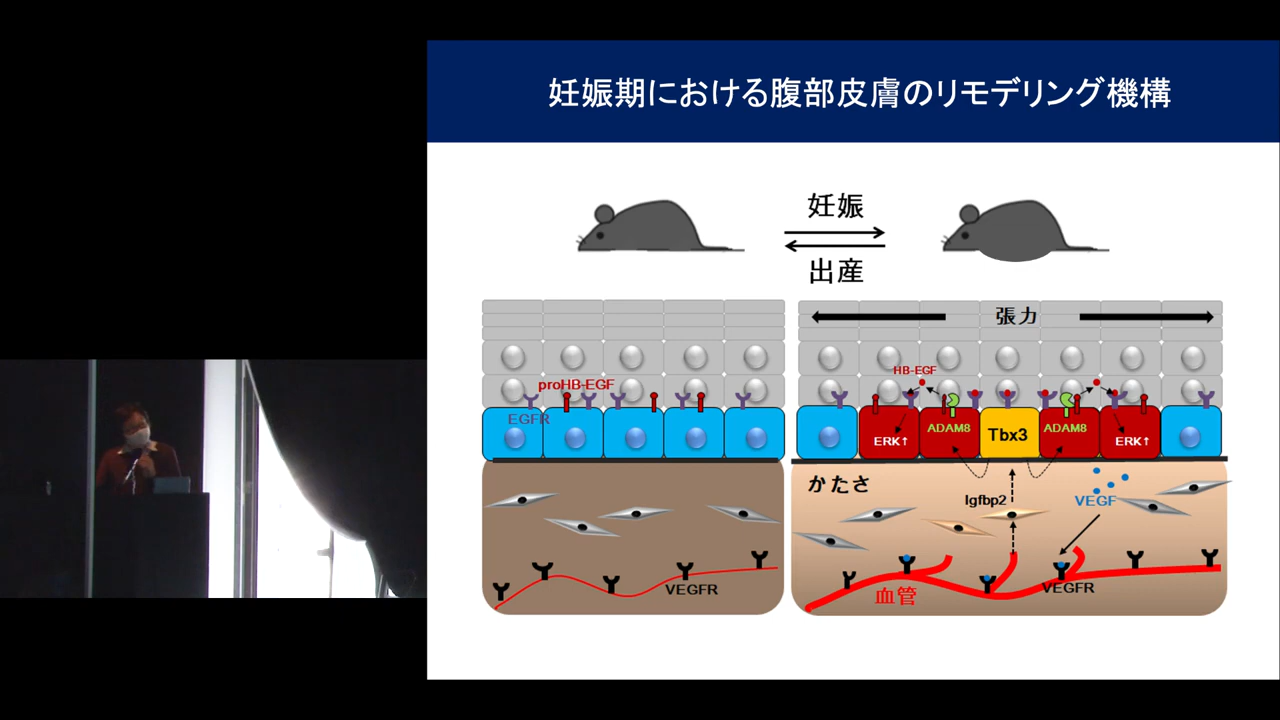 妊娠期における腹部皮膚のリモデリング機構
妊娠
出産
proHB-EGF
EGFR
張力
HB-EGF
ERK↑
ADAM8
Tbx3
ADAM8
ERK↑
かたさ
Igfbp2
VEGF
VEGFR
血管
VEGFR